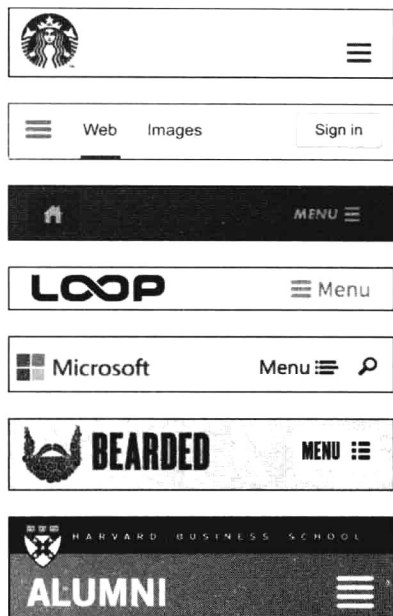 Web Images Sign in
MENU
LOOP Menu
Microsoft Menu
BEARDED MENU
HARVARD BUSINESS SCHOOL
ALUMNI